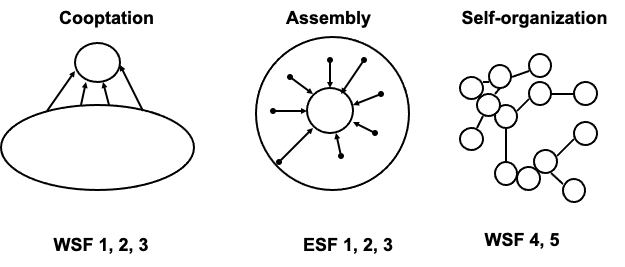 Cooptation
Assembly
Self-organization
WSF 1, 2, 3
ESF 1, 2, 3
WSF 4, 5